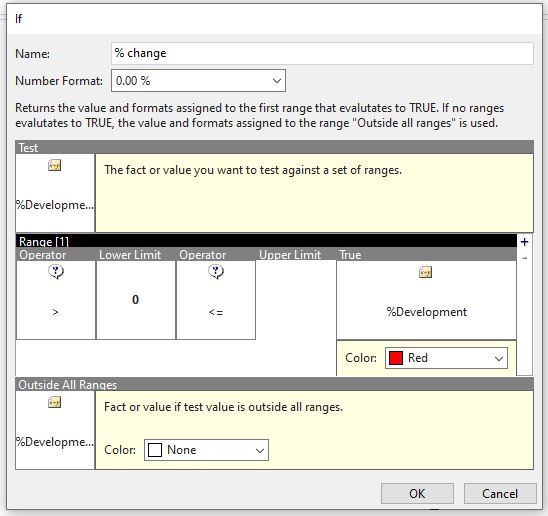 If
Name: % change
Number Format: 0.00 %
Returns the value and formats assigned to the first range that evalutates to TRUE. If no ranges
evalutates to TRUE, the value and formats assigned to the range "Outside all ranges" is used.
Test
The fact or value you want to test against a set of ranges.
%Developme...
Range [1] +
Operator Lower Limit Operator Upper Limit True -
> 0 <= %Development
Color: Red
Outside All Ranges
Fact or value if test value is outside all ranges.
%Developme...
Color: None
OK Cancel